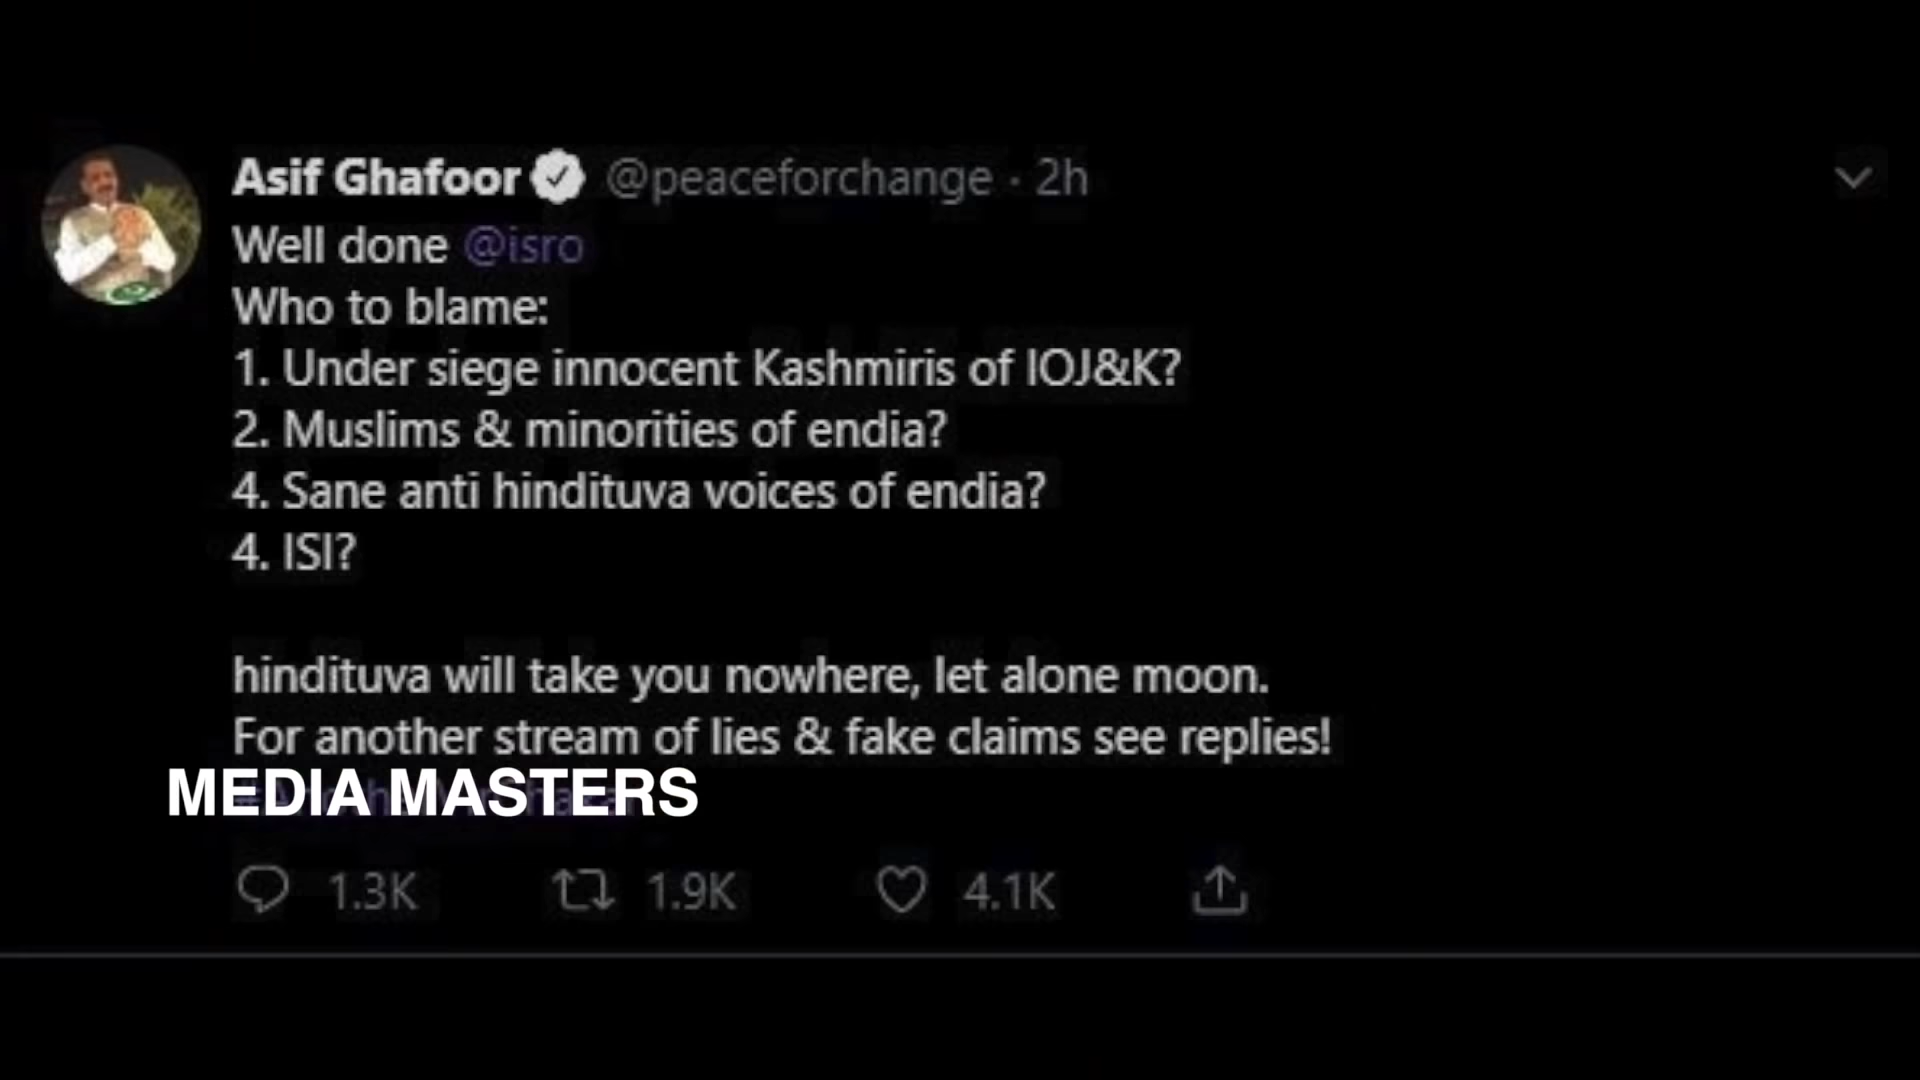 Asif Ghafoor @peaceforchange · 2h
Well done @isro
Who to blame:
1. Under siege innocent Kashmiris of IOJ&K?
2. Muslims & minorities of endia?
4. Sane anti hindituva voices of endia?
4. ISI?
hindituva will take you nowhere, let alone moon.
For another stream of lies & fake claims see replies!
MEDIA MASTERS
1.3K 1.9K 4.1K